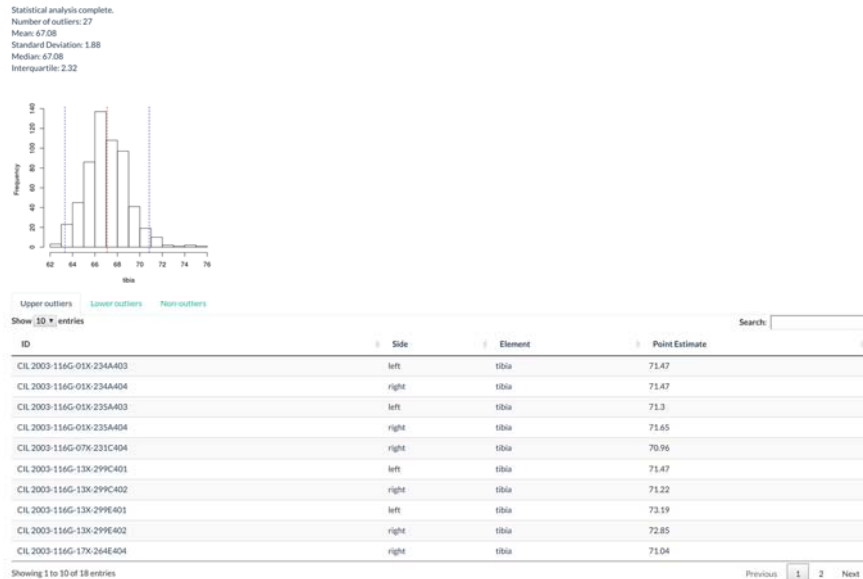 Statistical analysis complete.
Number of outliers: 27
Mean: 67.08
Standard Deviation: 1.88
Median: 67.08
Interquartile: 2.32
Frequency
0 20 40 60 80 100 120 140
62 64 66 68 70 72 74 76
tibia
Upper outliers Lower outliers Non-outliers
Show 10 entries Search:
ID Side Element Point Estimate
CIL 2003-116G-01X-234A403 left tibia 71.47
CIL 2003-116G-01X-234A404 right tibia 71.47
CIL 2003-116G-01X-235A403 left tibia 71.3
CIL 2003-116G-01X-235A404 right tibia 71.65
CIL 2003-116G-07X-231C404 right tibia 70.96
CIL 2003-116G-13X-299C401 left tibia 71.47
CIL 2003-116G-13X-299C402 right tibia 71.22
CIL 2003-116G-13X-299E401 left tibia 73.19
CIL 2003-116G-13X-299E402 right tibia 72.85
CIL 2003-116G-17X-264E404 right tibia 71.04
Showing 1 to 10 of 18 entries Previous 1 2 Next